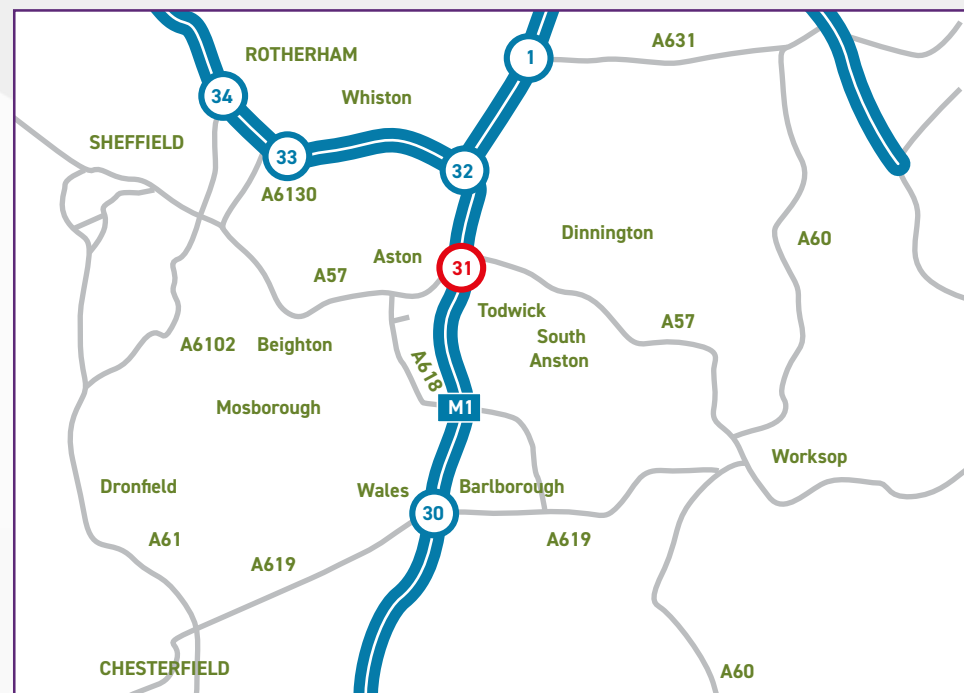 A631
ROTHERHAM
1
34
Whiston
SHEFFIELD
33
32
A6130
Dinnington
A60
Aston
31
A57
Todwick
A57
South
Anston
A6102
Beighton
A618
Mosborough
M1
Worksop
Dronfield
Wales
Barlborough
30
A61
A619
A619
CHESTERFIELD
A60